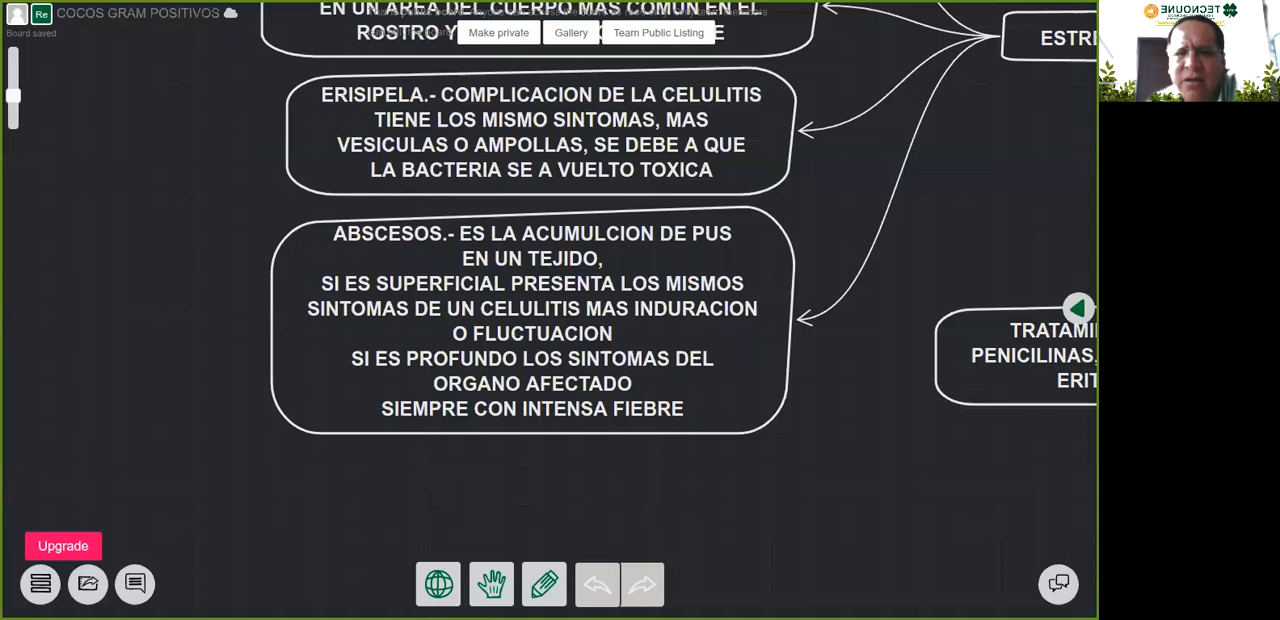 Re COCOS GRAM POSITIVOS
Board saved
EN UN AREA DEL CUERPO MAS COMUN EN EL
ROSTRO Y
Make private
Gallery
Team Public Listing
ERISIPELA.- COMPLICACION DE LA CELULITIS
TIENE LOS MISMO SINTOMAS, MAS
VESICULAS O AMPOLLAS, SE DEBE A QUE
LA BACTERIA SE A VUELTO TOXICA
ABSCESOS.- ES LA ACUMULCION DE PUS
EN UN TEJIDO,
SI ES SUPERFICIAL PRESENTA LOS MISMOS
SINTOMAS DE UN CELULITIS MAS INDURACION
O FLUCTUACION
SI ES PROFUNDO LOS SINTOMAS DEL
ORGANO AFECTADO
SIEMPRE CON INTENSA FIEBRE
ESTRE
TRATAMI
PENICILINAS,
ERIT
Upgrade
TECNOUNE